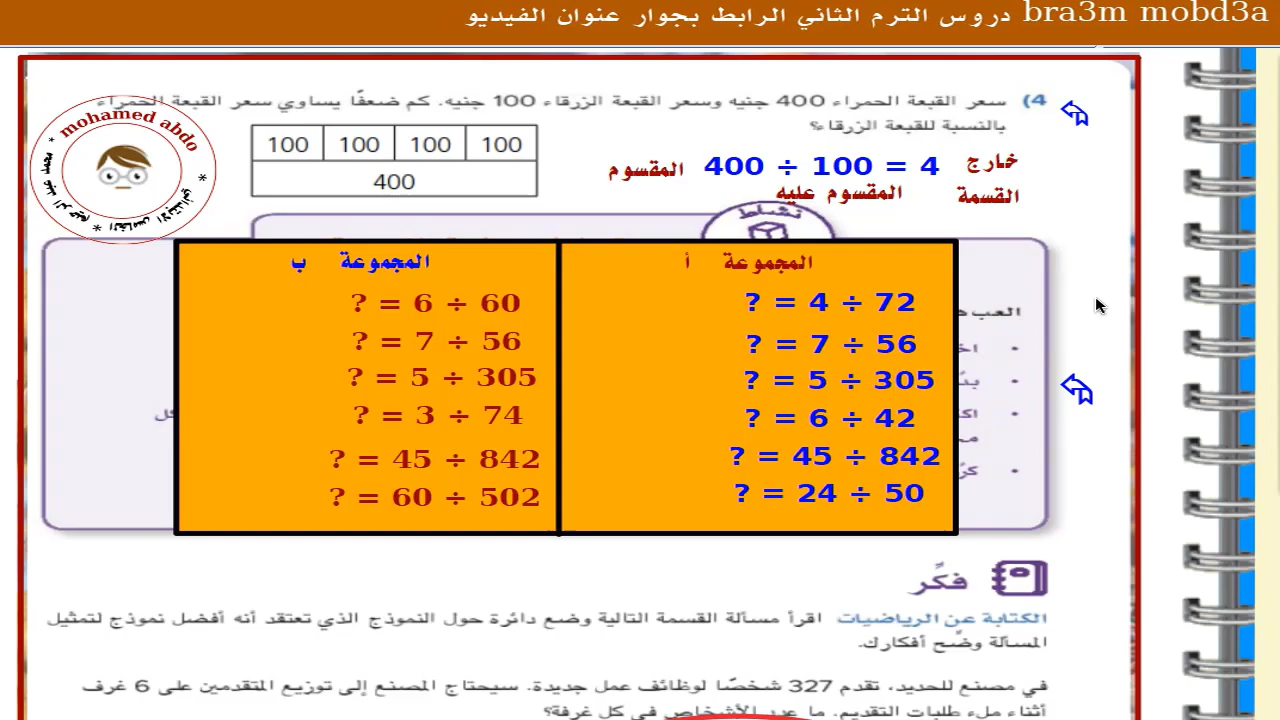 bra3m mobd3a دروس الترم الثاني الرابط بجوار عنوان الفيديو
4) سعر القبعة الحمراء 400 جنيه وسعر القبعة الزرقاء 100 جنيه. كم ضعفًا يساوي سعر القبعة الحمراء
بالنسبة للقبعة الزرقاء؟
100 100 100 100
400
خارج القسمة
400 ÷ 100 = 4
المقسوم
المقسوم عليه
mohamed abdo
نشاط
العب
المجموعة أ
? = 4 ÷ 72
? = 7 ÷ 56
? = 5 ÷ 305
? = 6 ÷ 42
? = 45 ÷ 842
? = 24 ÷ 50
المجموعة ب
? = 6 ÷ 60
? = 7 ÷ 56
? = 5 ÷ 305
? = 3 ÷ 74
? = 45 ÷ 842
? = 60 ÷ 502
فكِّر
الكتابة عن الرياضيات اقرأ مسألة القسمة التالية وضع دائرة حول النموذج الذي تعتقد أنه أفضل نموذج لتمثيل
المسألة وضِّح أفكارك.
في مصنع للحديد، تقدم 327 شخصًا لوظائف عمل جديدة. سيحتاج المصنع إلى توزيع المتقدمين على 6 غرف
أثناء ملء طلبات التقديم. ما عدد الأشخاص في كل غرفة؟